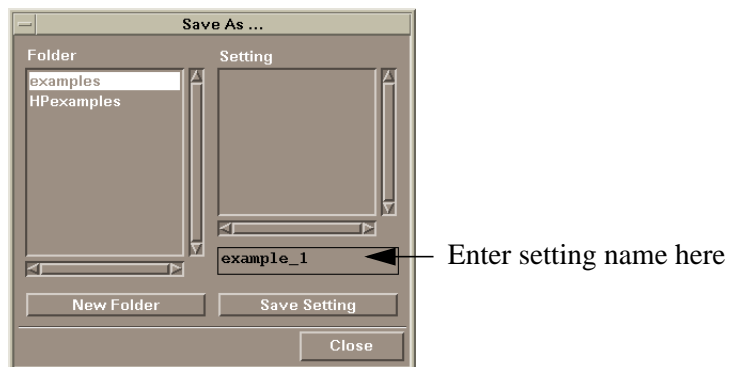 Save As ...
Folder
Setting
examples
HPexamples
example_1
Enter setting name here
New Folder
Save Setting
Close